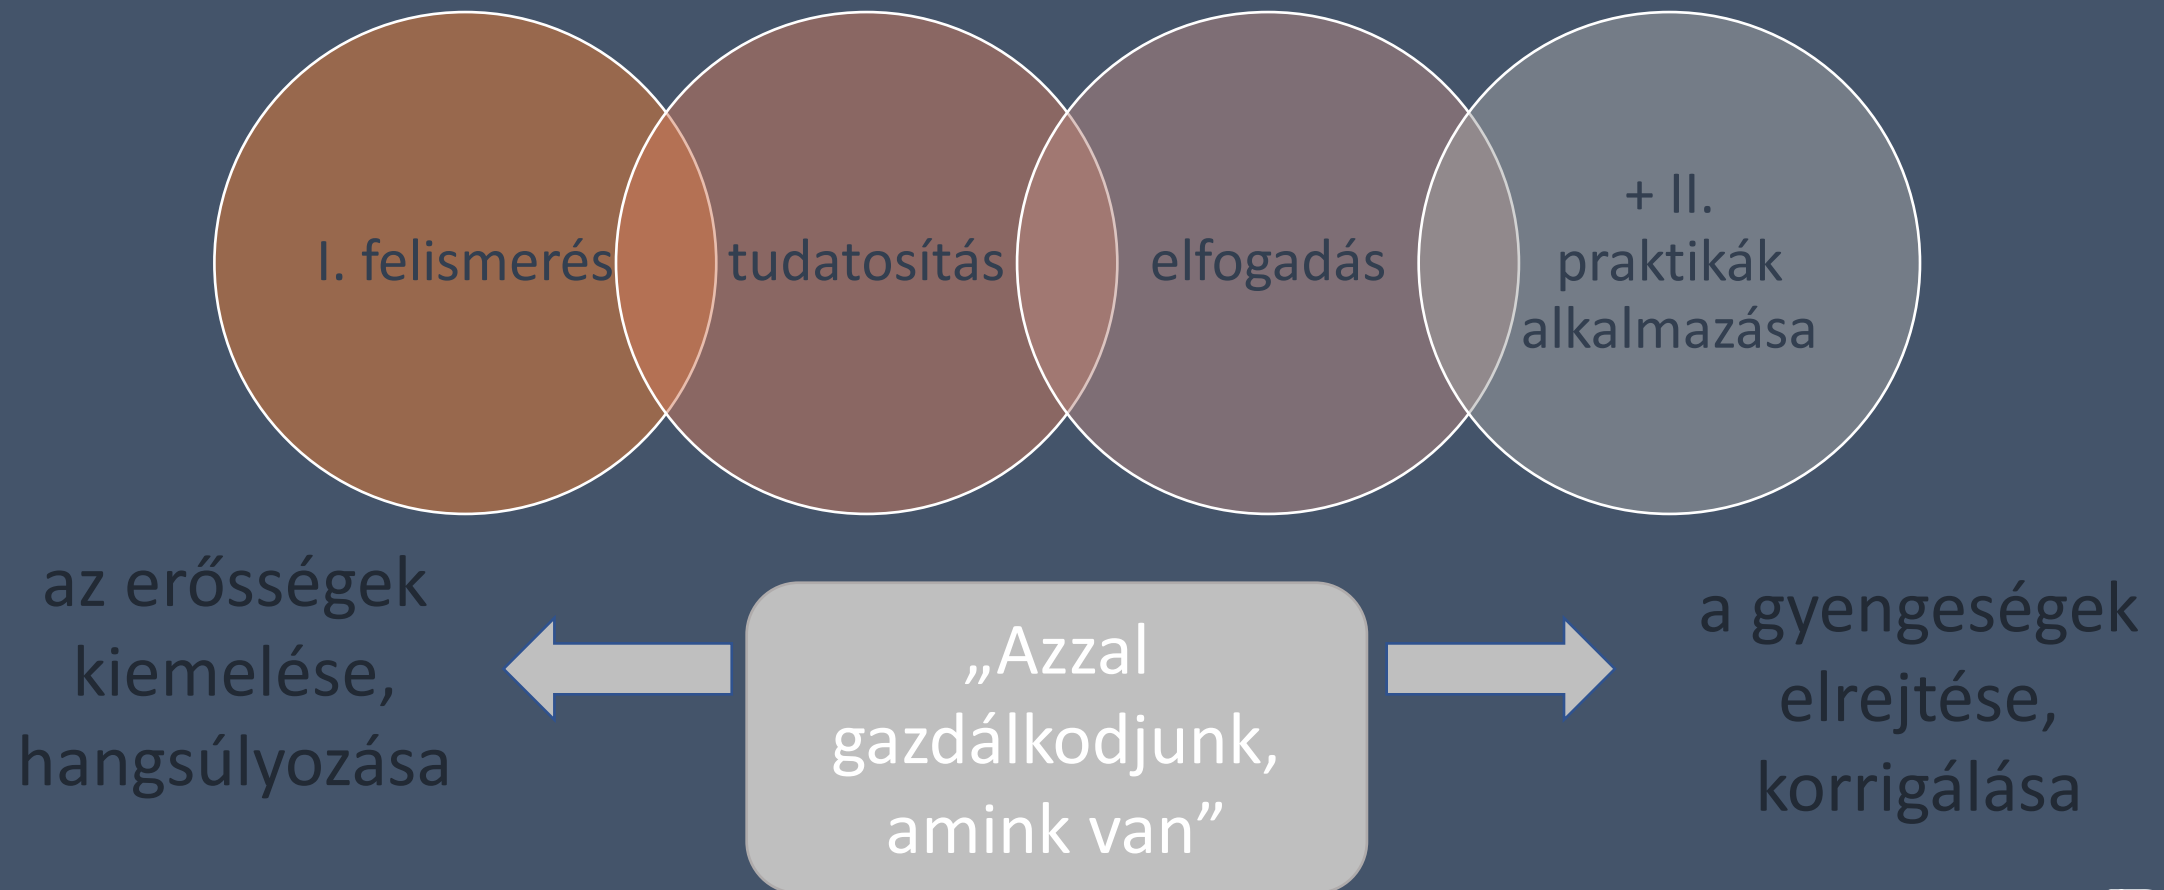 I. felismerés
tudatosítás
elfogadás
+ II.
praktikák
alkalmazása
az erősségek
kiemelése,
hangsúlyozása
„Azzal
gazdálkodjunk,
amink van”
a gyengeségek
elrejtése,
korrigálása